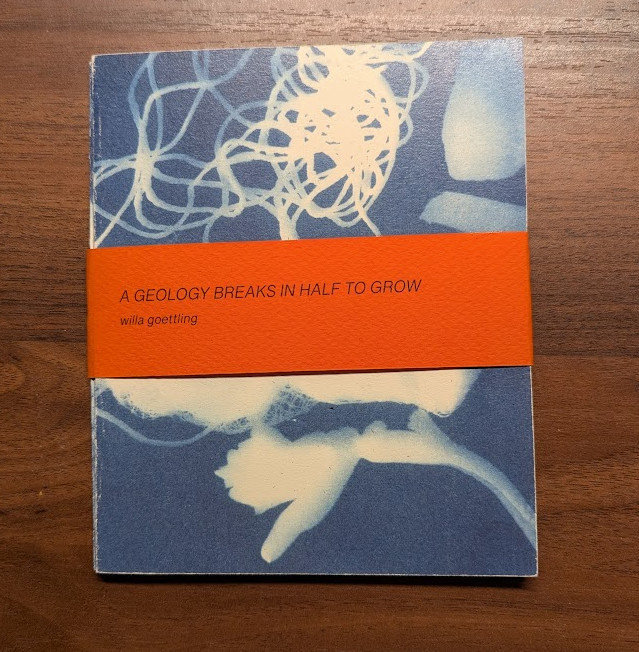 A GEOLOGY BREAKS IN HALF TO GROW
willa goettling